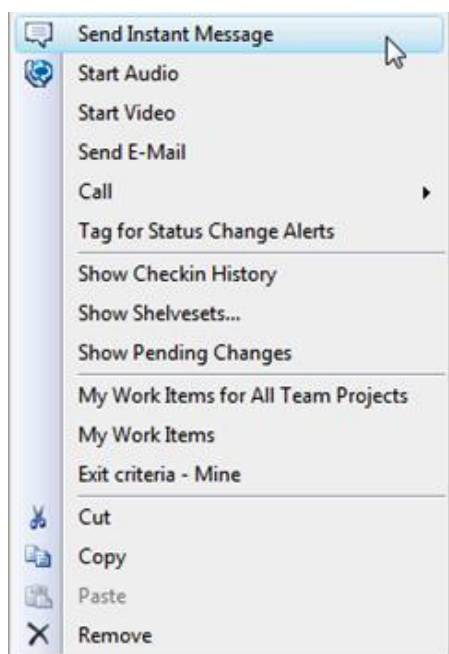 Send Instant Message
Start Audio
Start Video
Send E-Mail
Call
Tag for Status Change Alerts
Show Checkin History
Show Shelvesets...
Show Pending Changes
My Work Items for All Team Projects
My Work Items
Exit criteria - Mine
Cut
Copy
Paste
Remove